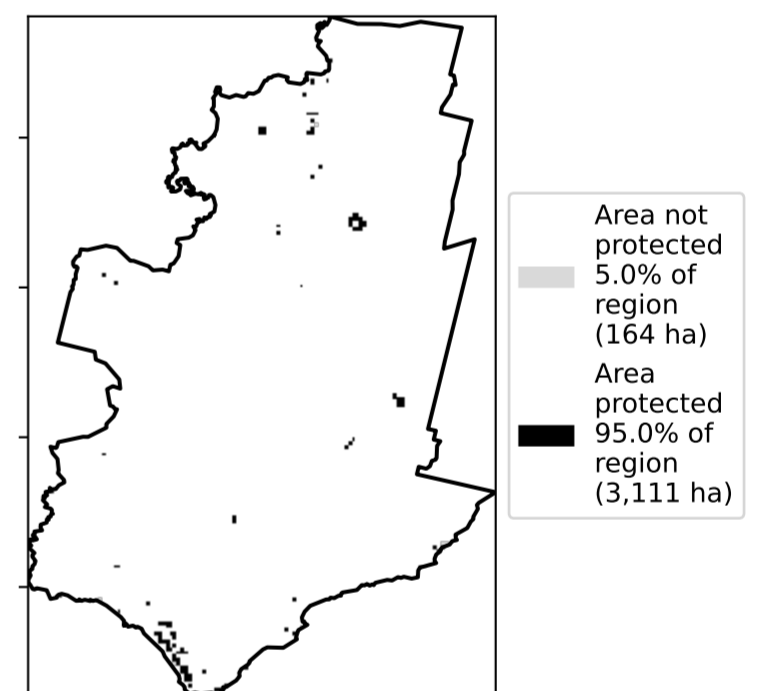 Area not
protected
5.0% of
region
(164 ha)
Area
protected
95.0% of
region
(3,111 ha)